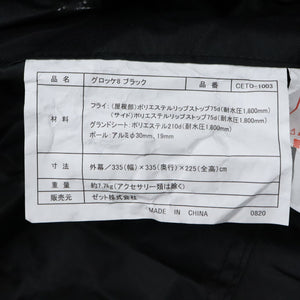 品名 グロッケ8 ブラック 品番 CETD-1003
材料
フライ：(屋根部)ポリエステルリップストップ75d(耐水圧1,800mm)
(サイド)ポリエステルリップストップ75d(耐水圧1,800mm)
グランドシート：ポリエステル210d(耐水圧1,800mm)
ポール：アルミφ30mm、19mm
寸法 外幕／335(幅)×335(奥行)×225(全高)cm
重量 約7.7kg(アクセサリー類は除く)
販売元 ゼット株式会社
MADE IN CHINA 0820